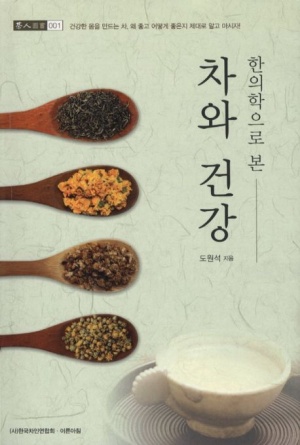 茶人圖書 001 건강한 몸을 만드는 차, 왜 좋고 어떻게 좋은지 제대로 알고 마시자!
한의학으로 본
차와 건강
도원석 지음
(사)한국차인연합회 · 이른아침